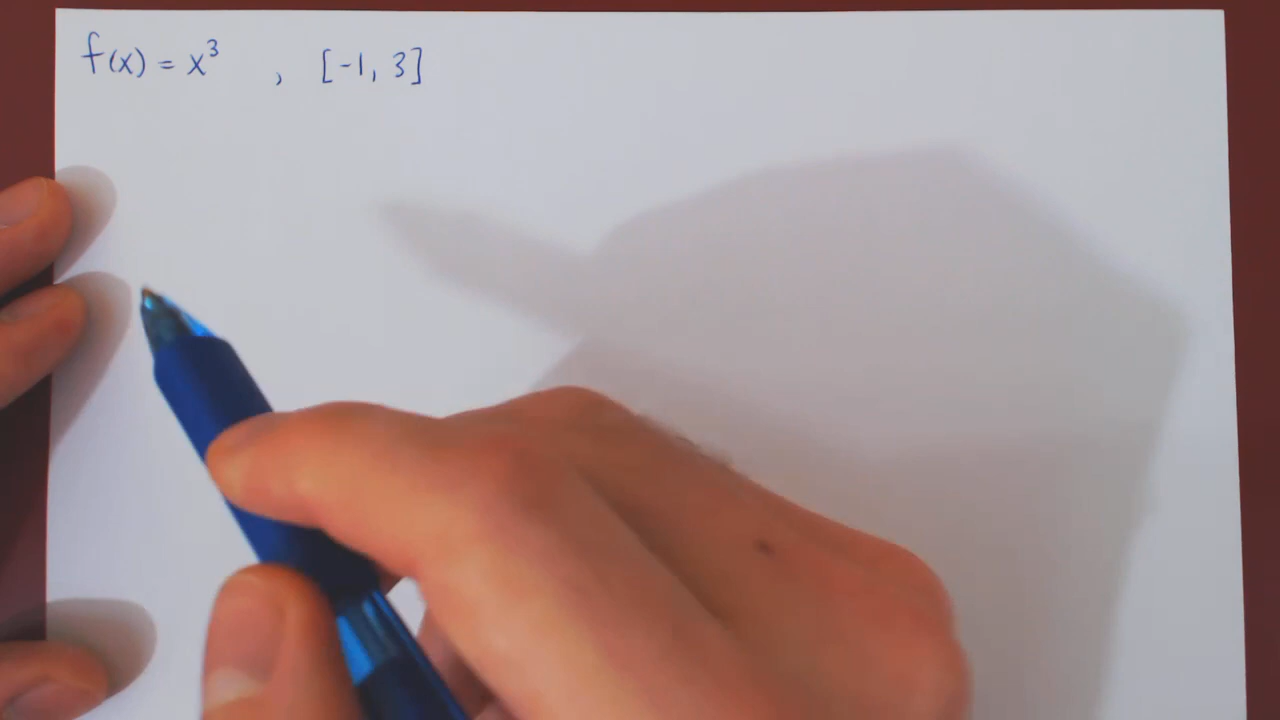 f(x) = x³ , [-1, 3]